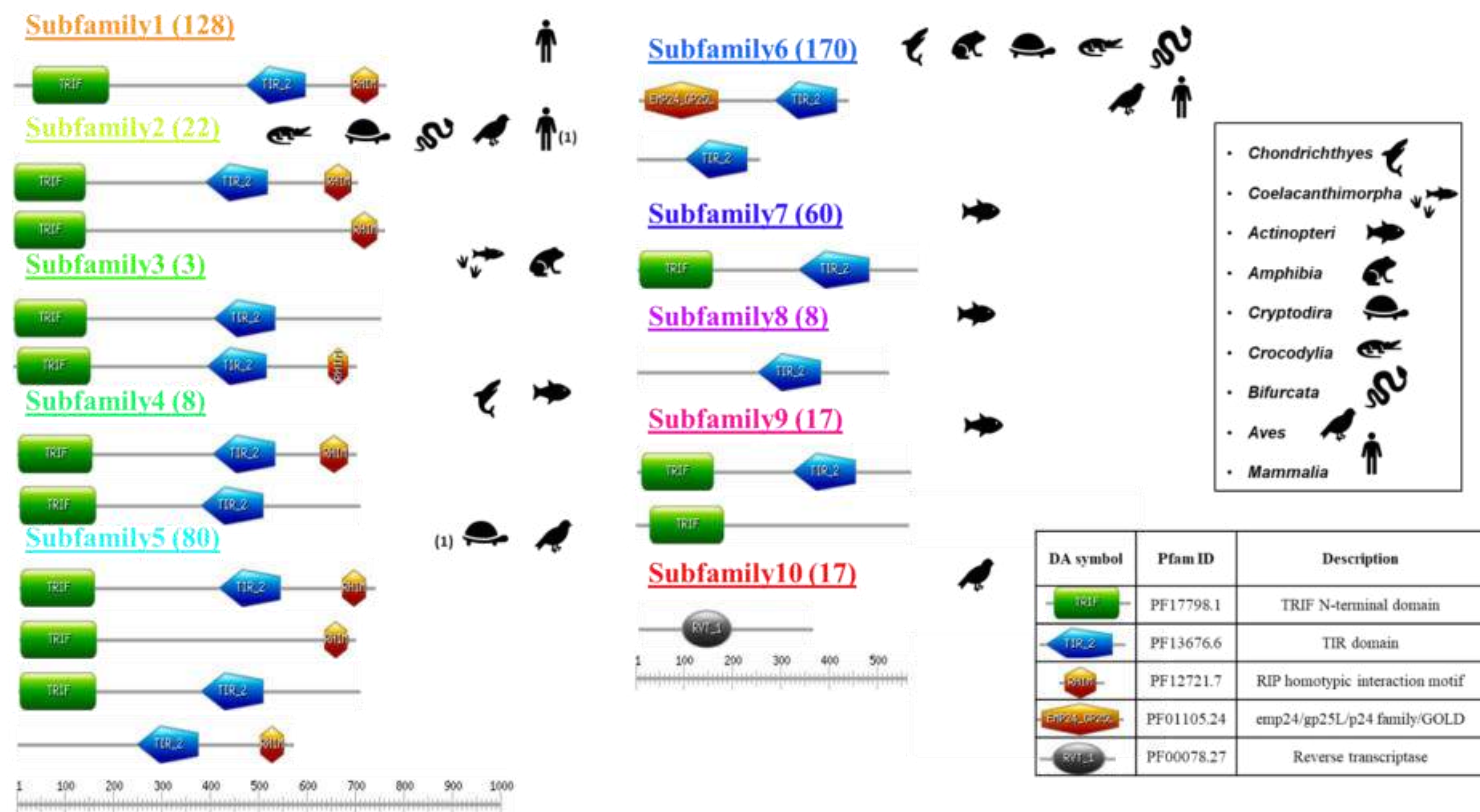 Subfamily1 (128)
TRIF TIR_2 RHIM
Subfamily2 (22)
(1)
TRIF TIR_2 RHIM
TRIF RHIM
Subfamily3 (3)
TRIF TIR_2
TRIF TIR_2 RHIM
Subfamily4 (8)
TRIF TIR_2 RHIM
TRIF TIR_2
Subfamily5 (80)
(1)
TRIF TIR_2 RHIM
TRIF RHIM
TRIF TIR_2
TIR_2 RHIM
1 100 200 300 400 500 600 700 800 900 1000
Subfamily6 (170)
EMP24_GP25L TIR_2
TIR_2
Subfamily7 (60)
TRIF TIR_2
Subfamily8 (8)
TIR_2
Subfamily9 (17)
TRIF TIR_2
TRIF
Subfamily10 (17)
RVT_1
1 100 200 300 400 500
• Chondrichthyes
• Coelacanthimorpha
• Actinopteri
• Amphibia
• Cryptodira
• Crocodylia
• Bifurcata
• Aves
• Mammalia
DA symbol Pfam ID Description
TRIF PF17798.1 TRIF N-terminal domain
TIR_2 PF13676.6 TIR domain
RHIM PF12721.7 RIP homotypic interaction motif
EMP24_GP25L PF01105.24 emp24/gp25L/p24 family/GOLD
RVT_1 PF00078.27 Reverse transcriptase